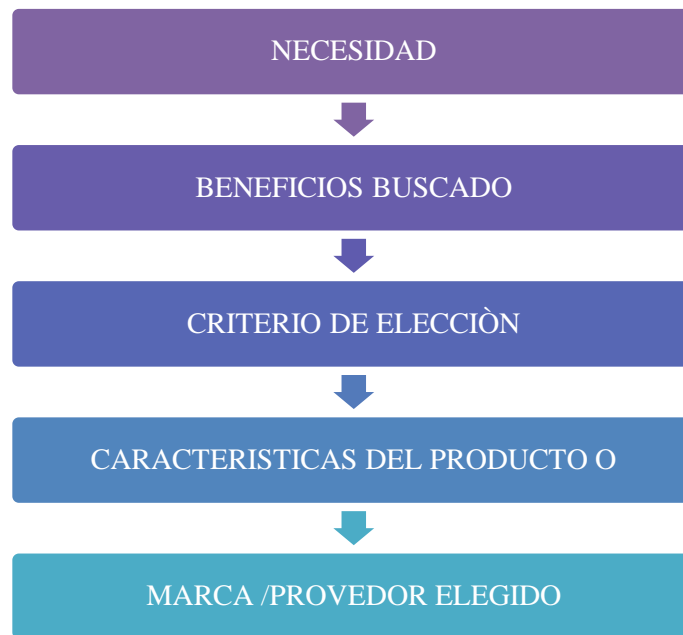 NECESIDAD
BENEFICIOS BUSCADO
CRITERIO DE ELECCIÒN
CARACTERISTICAS DEL PRODUCTO O
MARCA /PROVEDOR ELEGIDO